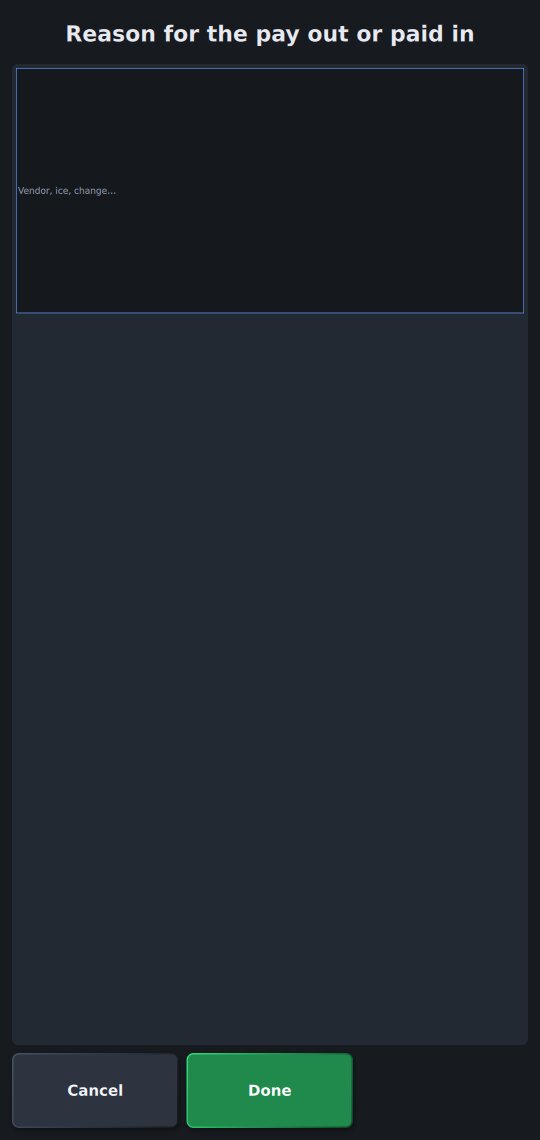 Reason for the pay out or paid in
Vendor, ice, change...
Cancel
Done